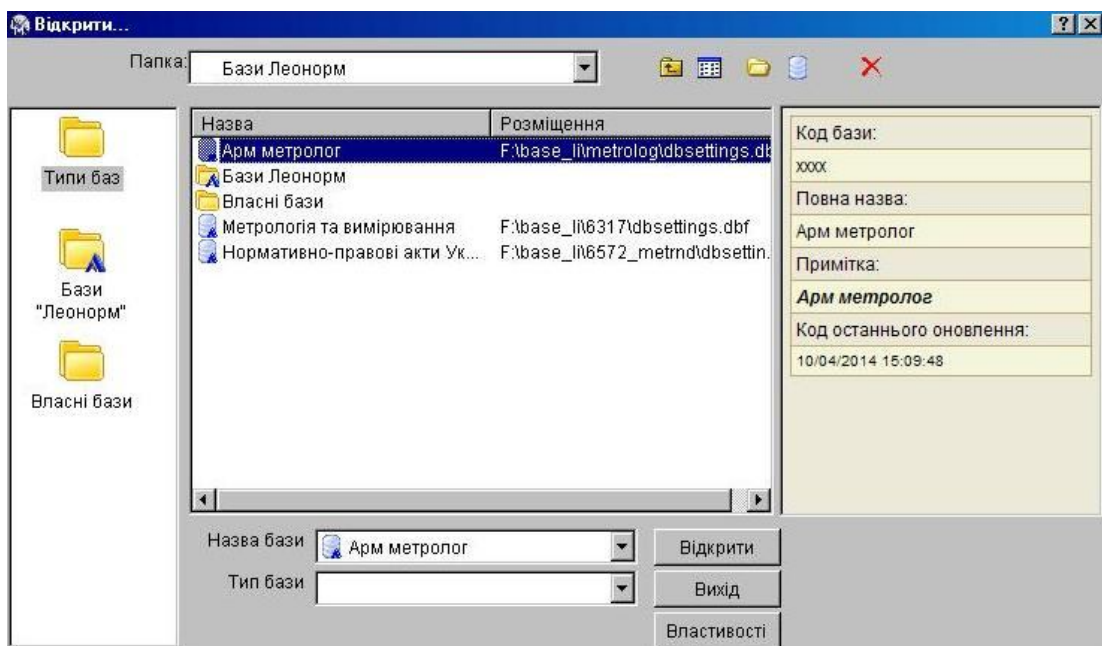 Відкрити...
Папка:
Бази Леонорм
Типи баз
Бази
"Леонорм"
Власні бази
Назва Розміщення
Арм метролог F:\base_li\metrolog\dbsettings.db
Бази Леонорм
Власні бази
Метрологія та вимірювання F:\base_li\6317\dbsettings.dbf
Нормативно-правові акти Ук... F:\base_li\6572_metrnd\dbsettin.
Код бази:
xxxx
Повна назва:
Арм метролог
Примітка:
Арм метролог
Код останнього оновлення:
10/04/2014 15:09:48
Назва бази Арм метролог Відкрити
Тип бази Вихід
Властивості